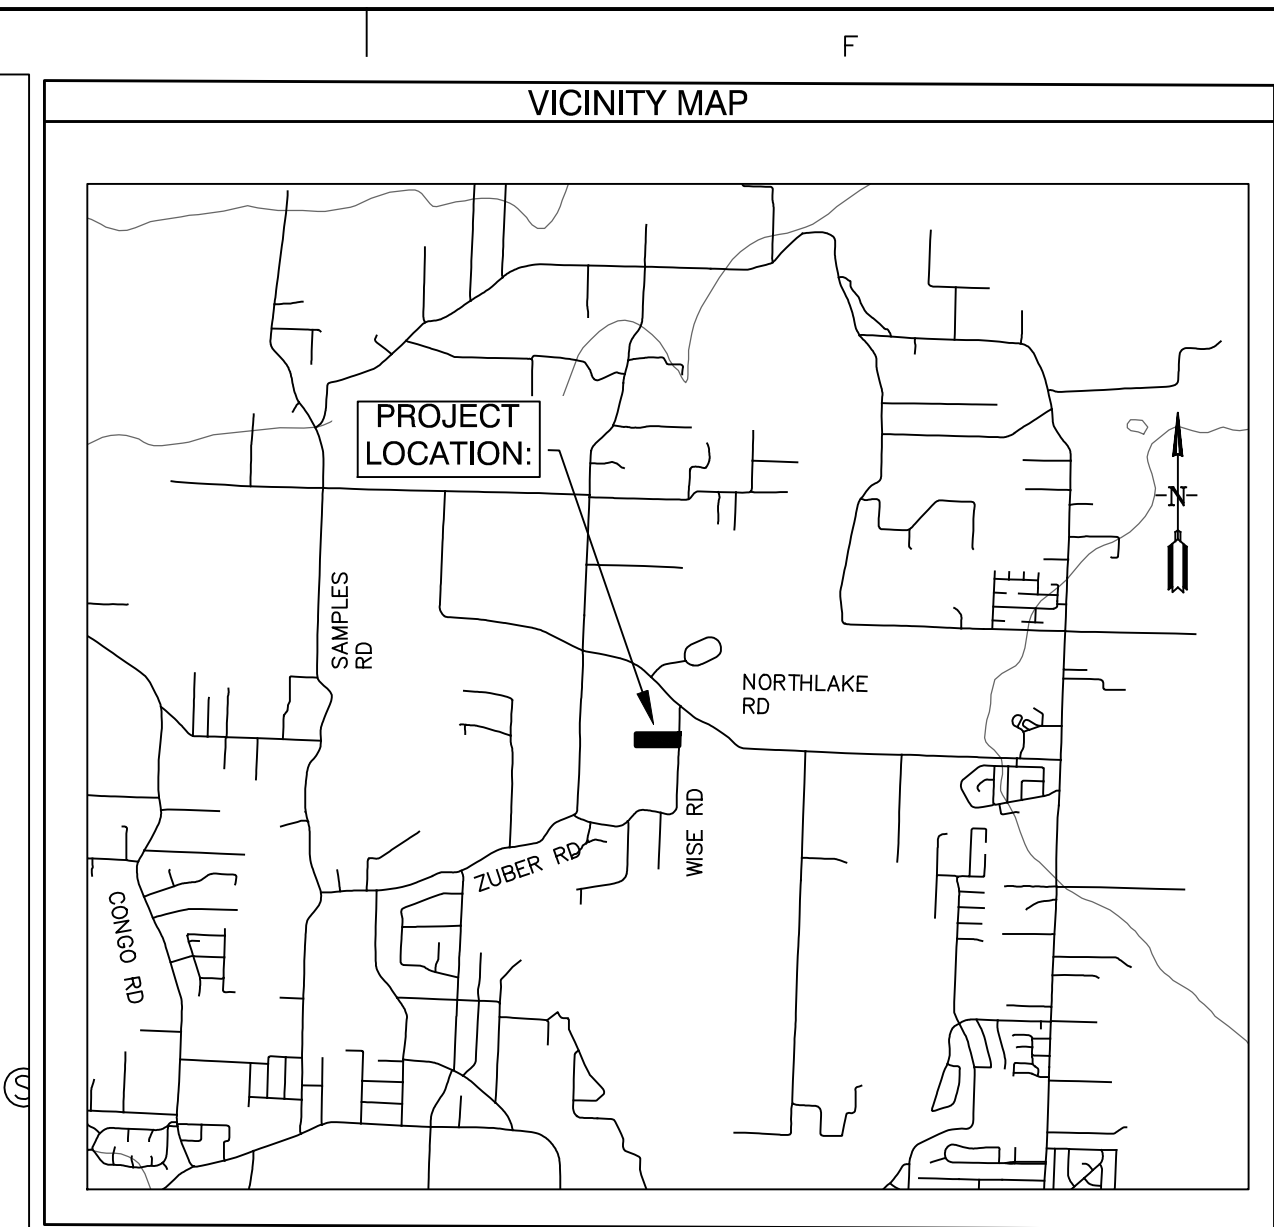 F
VICINITY MAP
PROJECT
LOCATION:
-N-
SAMPLES
RD
NORTHLAKE
RD
WISE RD
ZUBER RD
CONGO RD
S